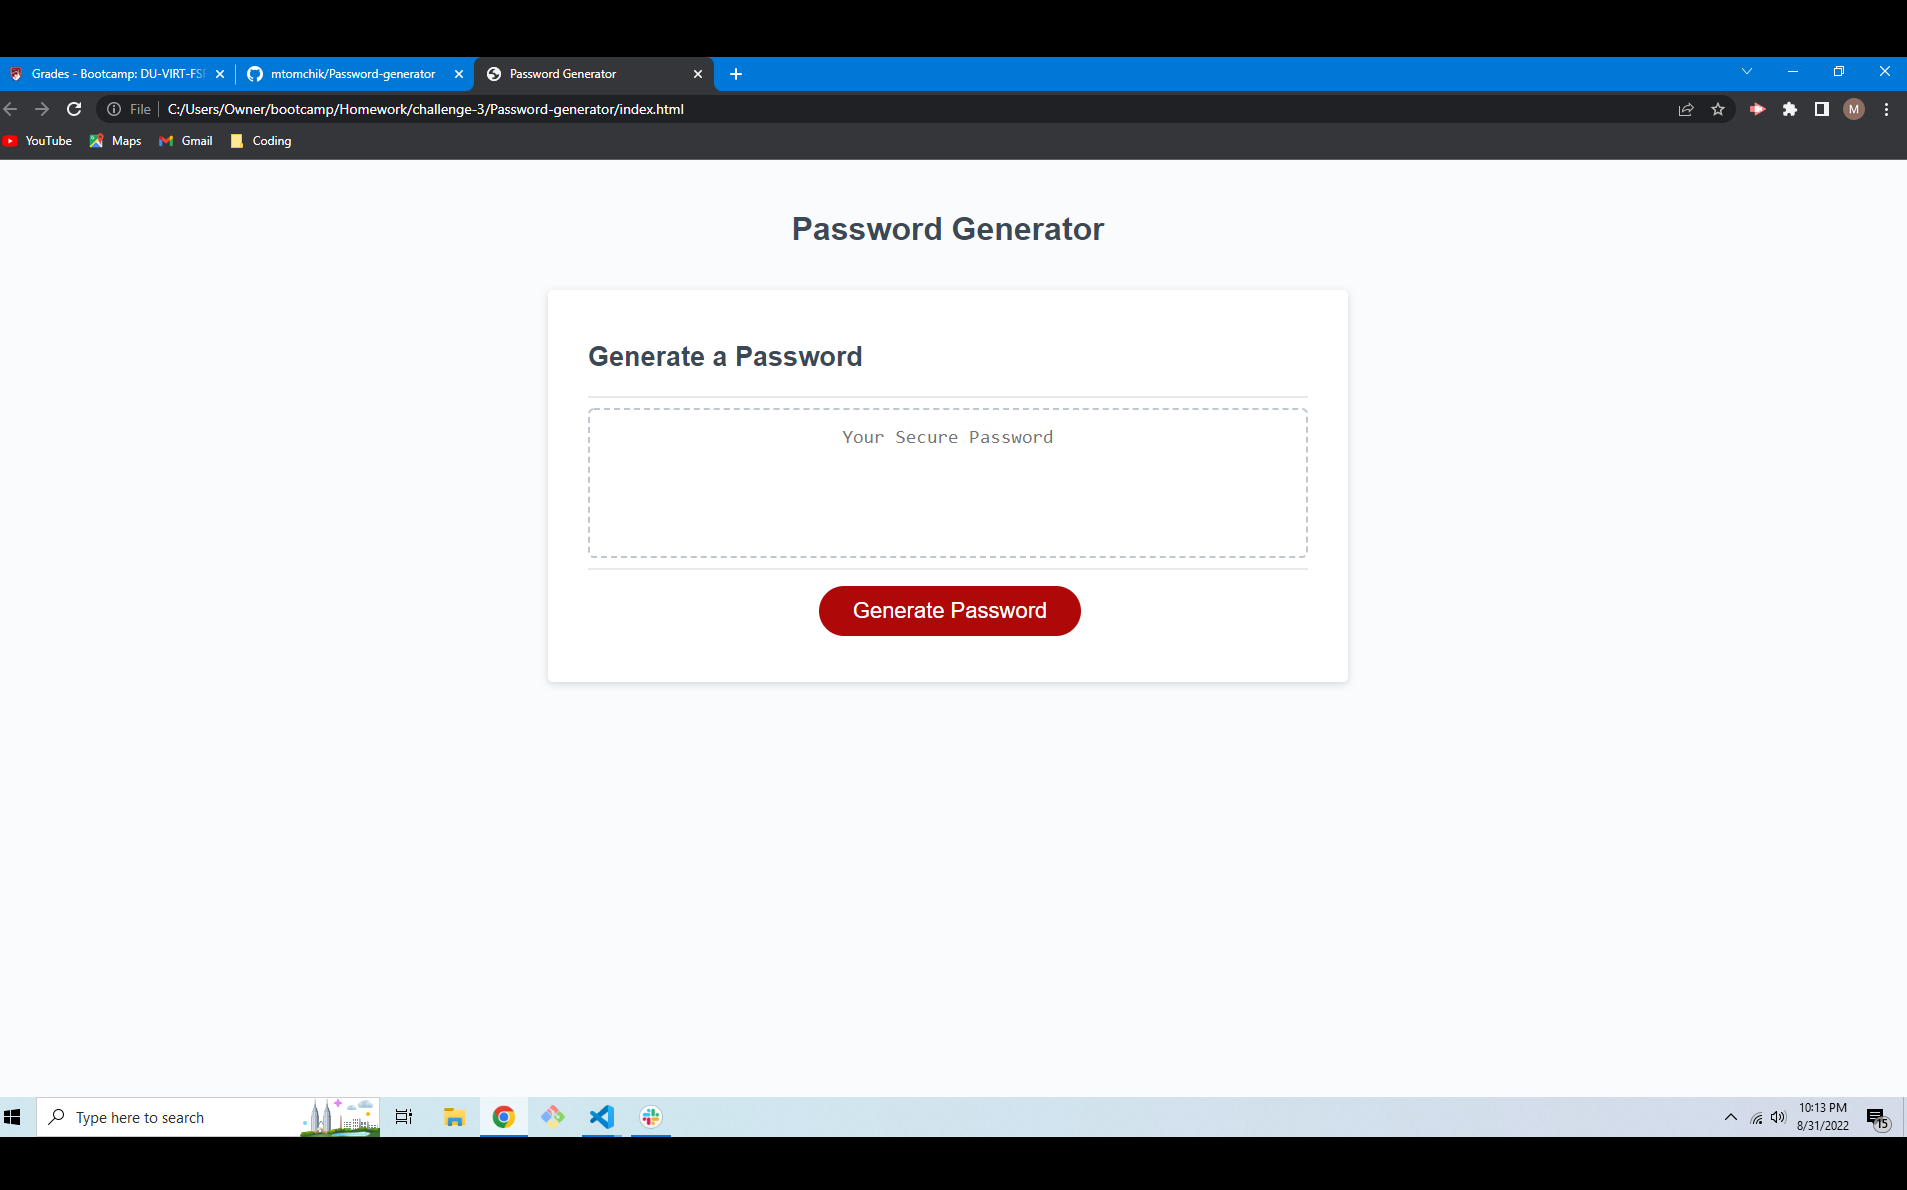 Grades - Bootcamp: DU-VIRT-FSF
mtomchik/Password-generator
Password Generator
File
C:/Users/Owner/bootcamp/Homework/challenge-3/Password-generator/index.html
M
YouTube
Maps
Gmail
Coding
Password Generator
Generate a Password
Your Secure Password
Generate Password
Type here to search
10:13 PM
8/31/2022
15